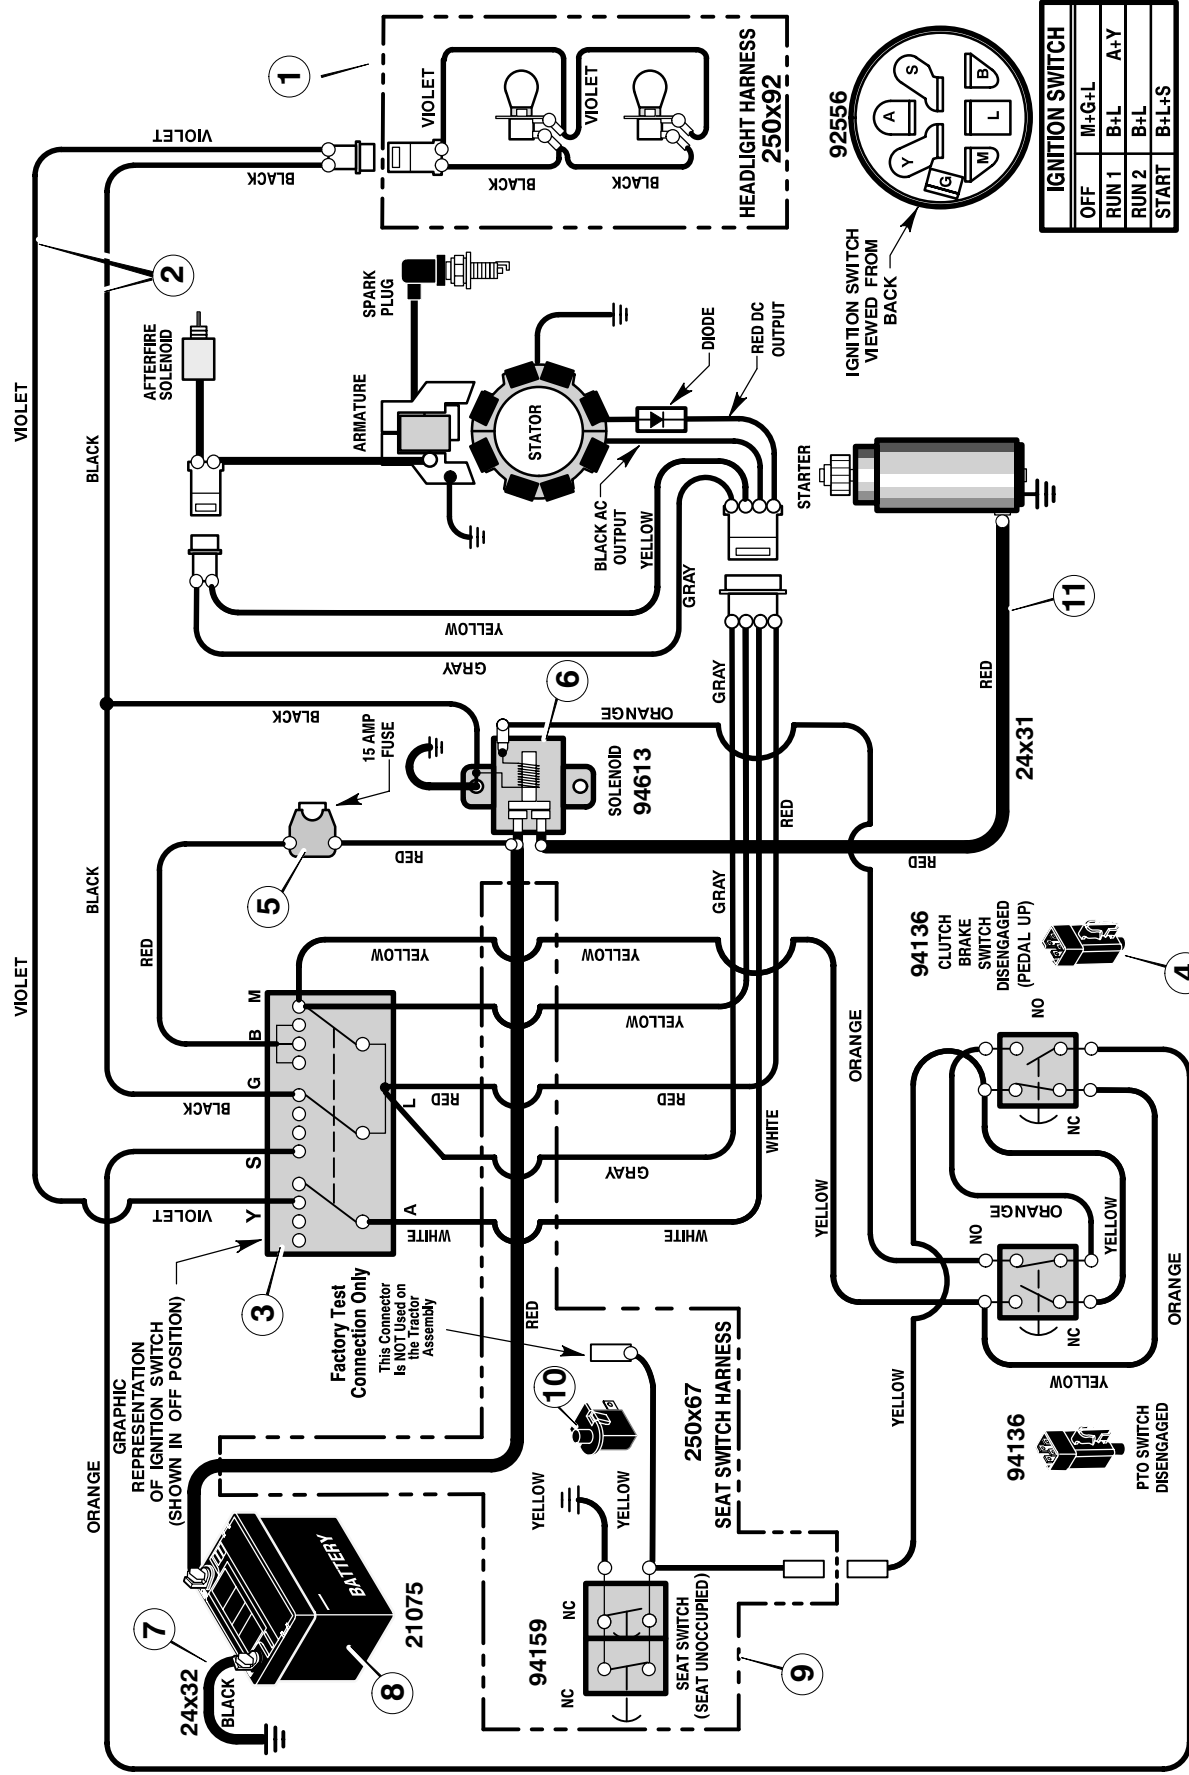 BATTERY
21075
8
7
24x32
BLACK
ORANGE
GRAPHIC
REPRESENTATION
OF IGNITION SWITCH
(SHOWN IN OFF POSITION)
3
Y
S
G
B
M
A
L
VIOLET
BLACK
RED
VIOLET
BLACK
VIOLET
BLACK
VIOLET
BLACK
2
1
VIOLET
VIOLET
BLACK
BLACK
HEADLIGHT HARNESS
250x92
5
15 AMP
FUSE
RED
BLACK
SOLENOID
94613
6
ORANGE
AFTERFIRE
SOLENOID
ARMATURE
SPARK
PLUG
STATOR
DIODE
RED DC
OUTPUT
BLACK AC
OUTPUT
YELLOW
GRAY
YELLOW
GRAY
GRAY
GRAY
RED
YELLOW
YELLOW
YELLOW
RED
RED
GRAY
WHITE
WHITE
WHITE
RED
Factory Test
Connection Only
This Connector
Is NOT Used on
the Tractor
Assembly
10
250x67
SEAT SWITCH HARNESS
YELLOW
YELLOW
94159
NC
NC
SEAT SWITCH
(SEAT UNOCCUPIED)
9
YELLOW
YELLOW
ORANGE
NO
NC
ORANGE
YELLOW
YELLOW
94136
PTO SWITCH
DISENGAGED
NO
NC
94136
CLUTCH
BRAKE
SWITCH
DISENGAGED
(PEDAL UP)
4
ORANGE
RED
RED
24x31
11
STARTER
IGNITION SWITCH
VIEWED FROM
BACK
92556
Y
A
S
G
M
L
B
IGNITION SWITCH
OFF M+G+L
RUN 1 B+L A+Y
RUN 2 B+L
START B+L+S